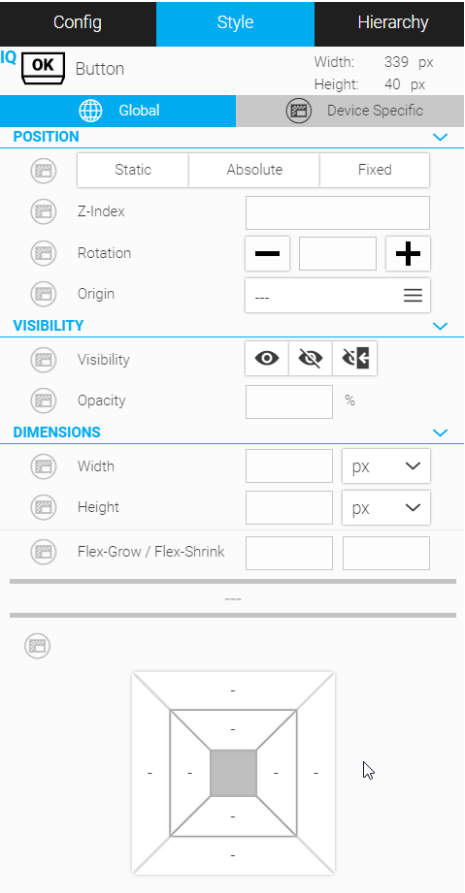 Config Style Hierarchy
IQ OK Button Width: 339 px
Height: 40 px
Global Device Specific
POSITION
Static Absolute Fixed
Z-Index
Rotation
Origin ---
VISIBILITY
Visibility
Opacity %
DIMENSIONS
Width px
Height px
Flex-Grow / Flex-Shrink
---
-
-
- - - -
-
-